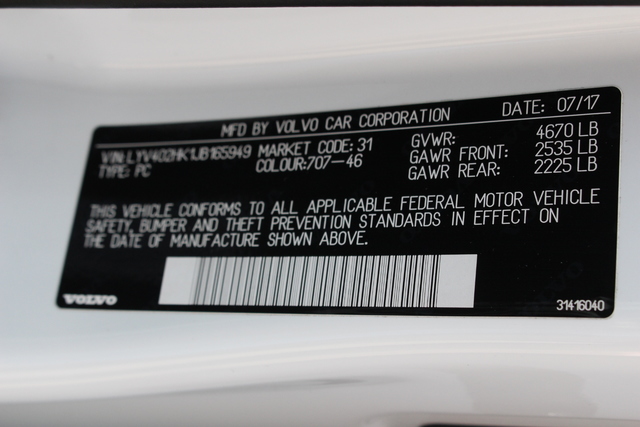 MFD BY VOLVO CAR CORPORATION DATE: 07/17
VIN: LYV402HK1JB165949 MARKET CODE: 31 GVWR: 4670 LB
TYPE: PC COLOUR:707-46 GAWR FRONT: 2535 LB
GAWR REAR: 2225 LB
THIS VEHICLE CONFORMS TO ALL APPLICABLE FEDERAL MOTOR VEHICLE
SAFETY, BUMPER AND THEFT PREVENTION STANDARDS IN EFFECT ON
THE DATE OF MANUFACTURE SHOWN ABOVE.
VOLVO 31416040